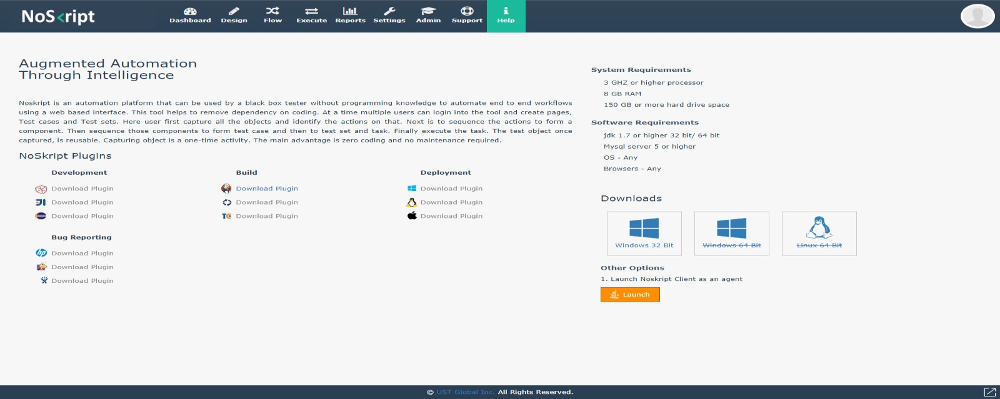 NoS<ript
Dashboard
Design
Flow
Execute
Reports
Settings
Admin
Support
Help
Augmented Automation
Through Intelligence
Noskript is an automation platform that can be used by a black box tester without programming knowledge to automate end to end workflows
using a web based interface. This tool helps to remove dependency on coding. At a time multiple users can login into the tool and create pages,
Test cases and Test sets. Here user first capture all the objects and identify the actions on that. Next is to sequence the actions to form a
component. Then sequence those components to form test case and then to test set and task. Finally execute the task. The test object once
captured, is reusable. Capturing object is a one-time activity. The main advantage is zero coding and no maintenance required.
NoSkript Plugins
Development
Download Plugin
Download Plugin
Download Plugin
Build
Download Plugin
Download Plugin
TC Download Plugin
Deployment
Download Plugin
Download Plugin
Download Plugin
Bug Reporting
hp Download Plugin
Download Plugin
Download Plugin
System Requirements
3 GHZ or higher processor
8 GB RAM
150 GB or more hard drive space
Software Requirements
jdk 1.7 or higher 32 bit/ 64 bit
Mysql server 5 or higher
OS - Any
Browsers - Any
Downloads
Windows 32 Bit
Windows 64 Bit
Linux 64 Bit
Other Options
1. Launch Noskript Client as an agent
Launch
© UST Global Inc. All Rights Reserved.